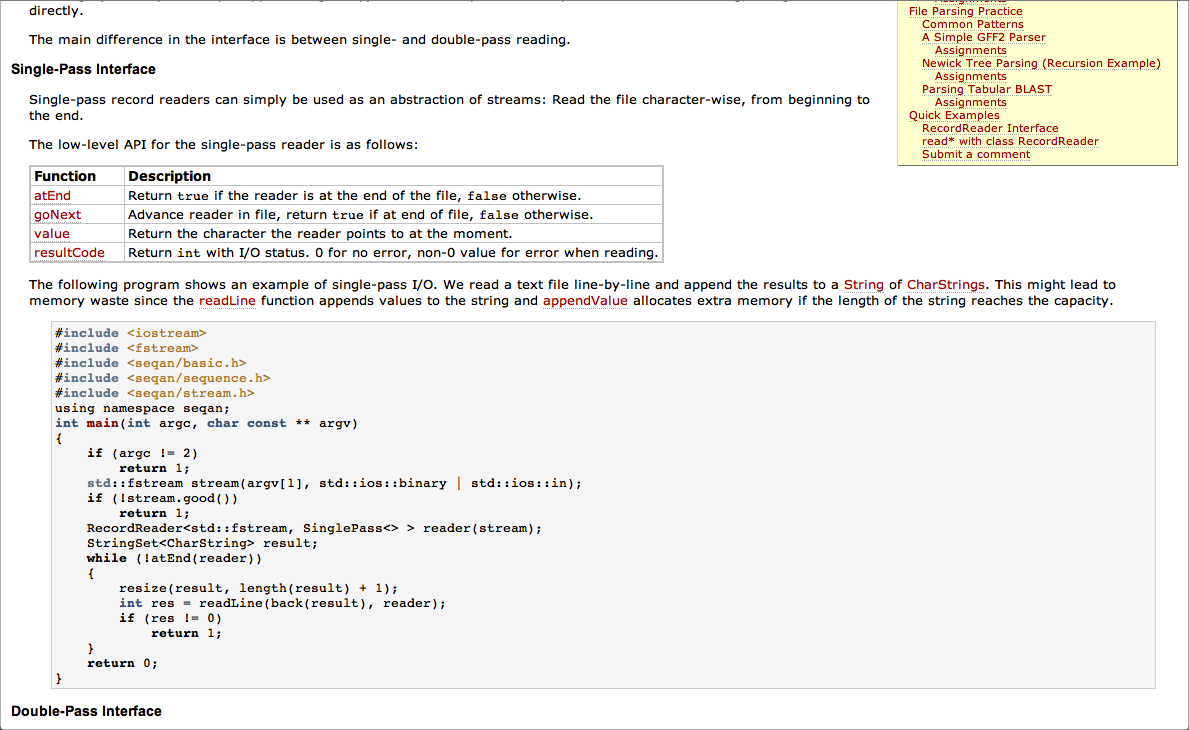 directly.
The main difference in the interface is between single- and double-pass reading.
Single-Pass Interface
Single-pass record readers can simply be used as an abstraction of streams: Read the file character-wise, from beginning to
the end.
The low-level API for the single-pass reader is as follows:
Function Description
atEnd Return true if the reader is at the end of the file, false otherwise.
goNext Advance reader in file, return true if at end of file, false otherwise.
value Return the character the reader points to at the moment.
resultCode Return int with I/O status. 0 for no error, non-0 value for error when reading.
File Parsing Practice
Common Patterns
A Simple GFF2 Parser
Assignments
Newick Tree Parsing (Recursion Example)
Assignments
Parsing Tabular BLAST
Assignments
Quick Examples
RecordReader Interface
read* with class RecordReader
Submit a comment
The following program shows an example of single-pass I/O. We read a text file line-by-line and append the results to a String of CharStrings. This might lead to
memory waste since the readLine function appends values to the string and appendValue allocates extra memory if the length of the string reaches the capacity.
#include <iostream>
#include <fstream>
#include <seqan/basic.h>
#include <seqan/sequence.h>
#include <seqan/stream.h>
using namespace seqan;
int main(int argc, char const ** argv)
{
    if (argc != 2)
        return 1;
    std::fstream stream(argv[1], std::ios::binary | std::ios::in);
    if (!stream.good())
        return 1;
    RecordReader<std::fstream, SinglePass<> > reader(stream);
    StringSet<CharString> result;
    while (!atEnd(reader))
    {
        resize(result, length(result) + 1);
        int res = readLine(back(result), reader);
        if (res != 0)
            return 1;
    }
    return 0;
}
Double-Pass Interface